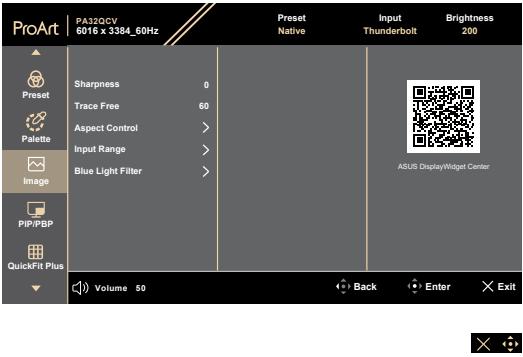 ProArt
PA32QCV
6016 x 3384_60Hz
Preset
Native
Input
Thunderbolt
Brightness
200
Preset
Palette
Image
PIP/PBP
QuickFit Plus
Sharpness 0
Trace Free 60
Aspect Control
Input Range
Blue Light Filter
ASUS DisplayWidget Center
Volume 50
Back
Enter
Exit